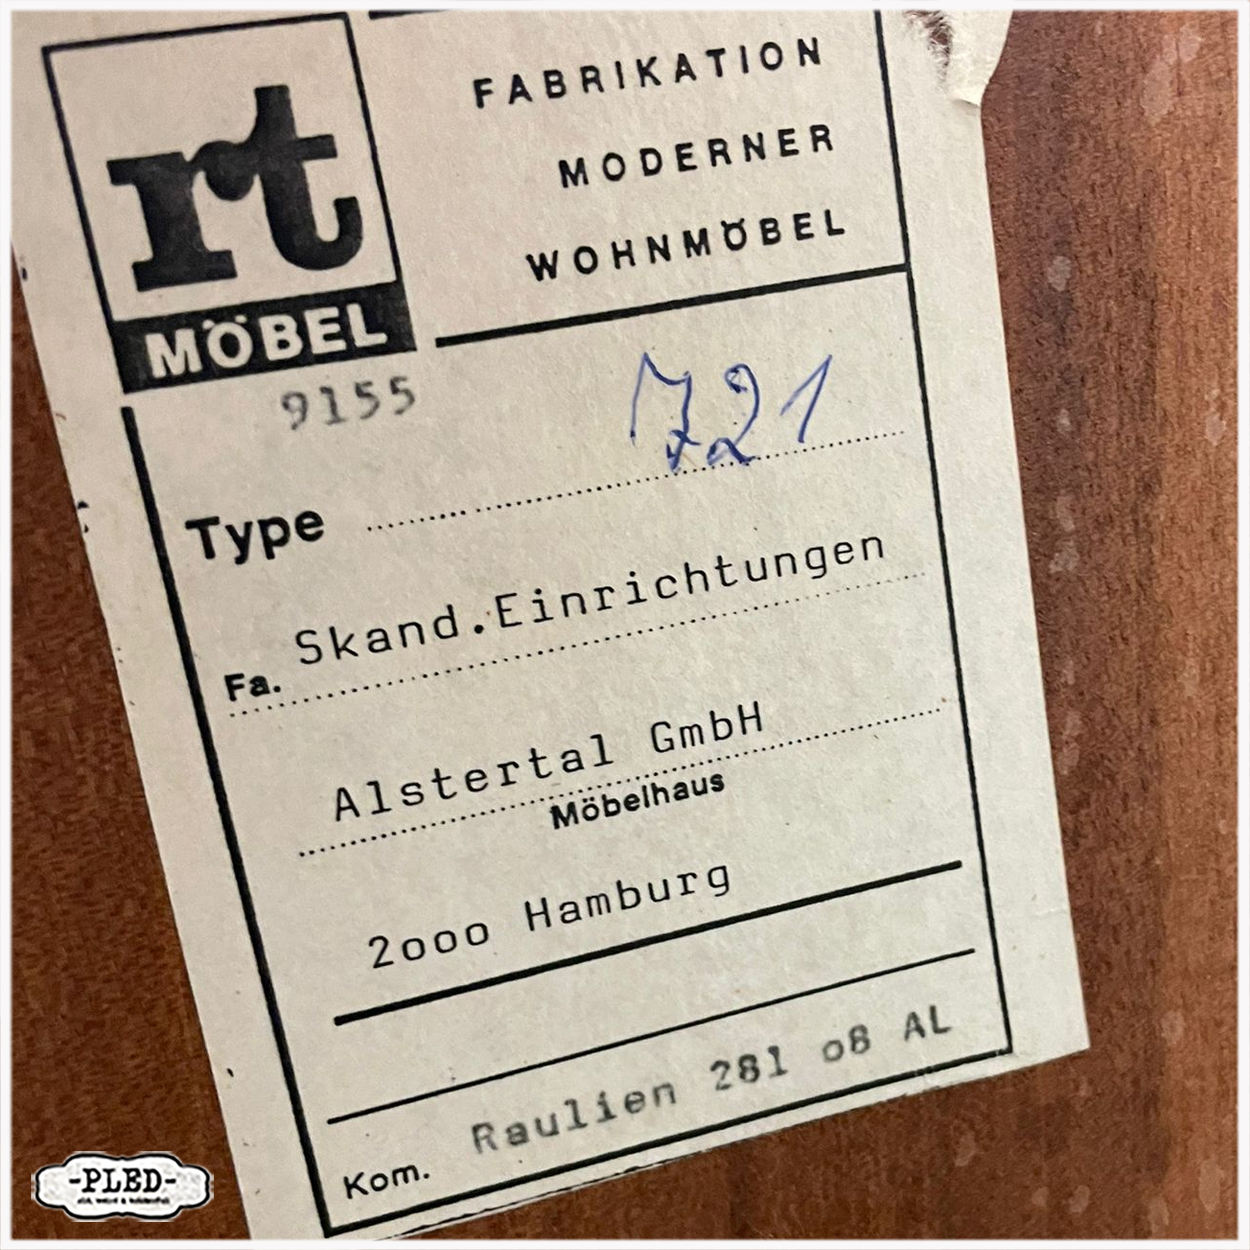 rt
MÖBEL
FABRIKATION
MODERNER
WOHNMÖBEL
9155
Type 721
Fa. Skand.Einrichtungen
Alstertal GmbH
Möbelhaus
2ooo Hamburg
Kom. Raulien 281 o8 AL
-PLED-